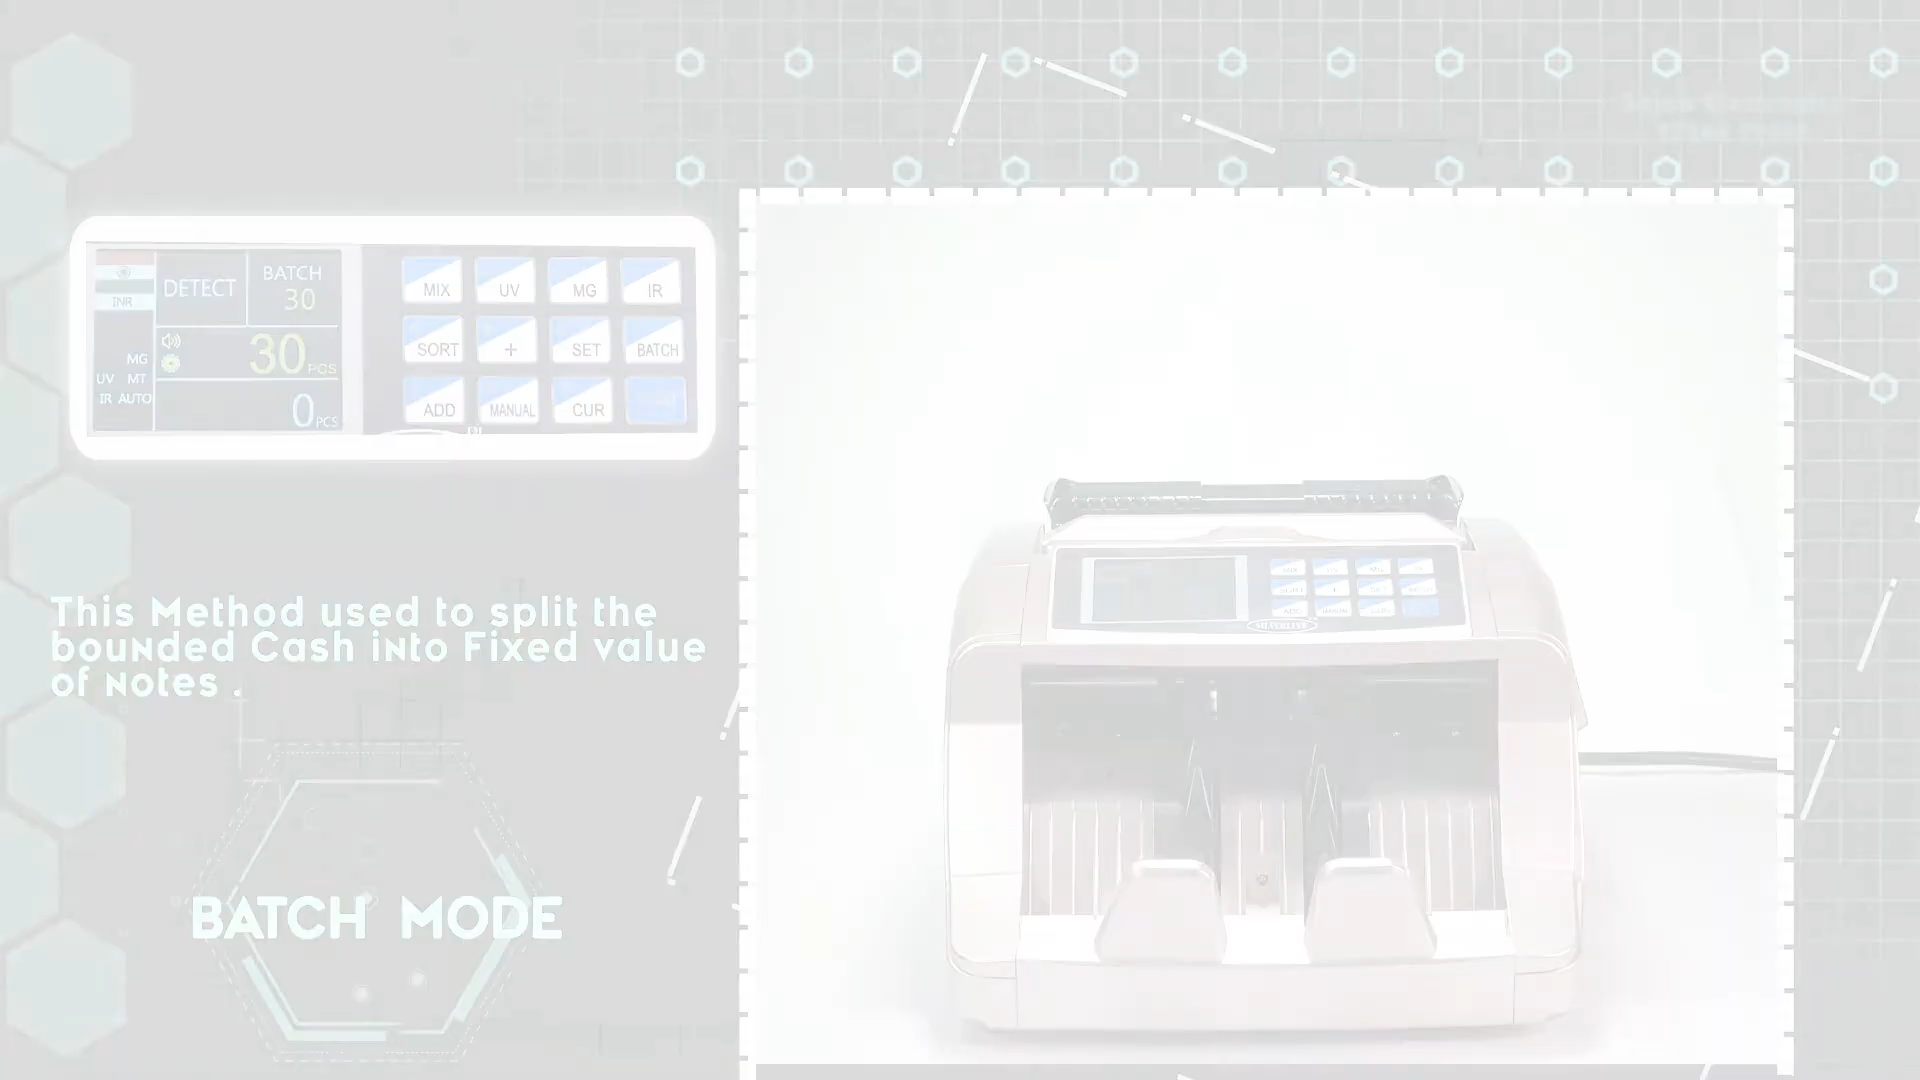 DETECT
BATCH
30
INR
30 PCS
MG
UV MT
IR AUTO
0 PCS
MIX UV MG IR
SORT + SET BATCH
ADD MANUAL CUR
This Method used to split the
bouNded Cash iNto Fixed value
of Notes .
BATCH MODE
SILVERLINE